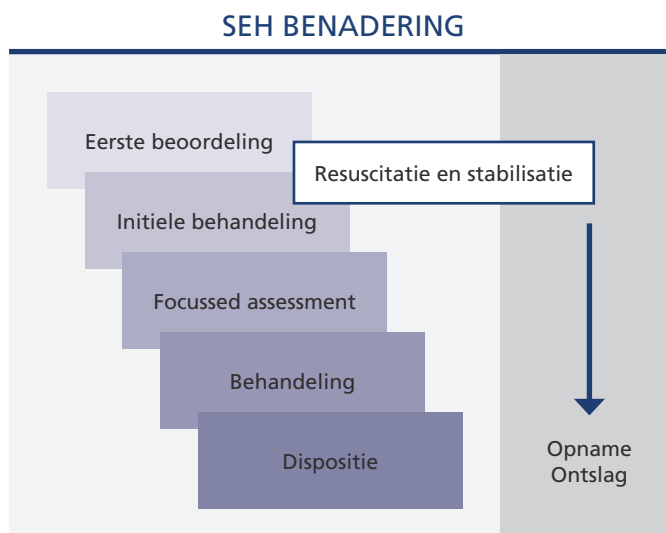 SEH BENADERING
Eerste beoordeling
Resuscitatie en stabilisatie
Initiele behandeling
Focussed assessment
Behandeling
Dispositie
Opname
Ontslag